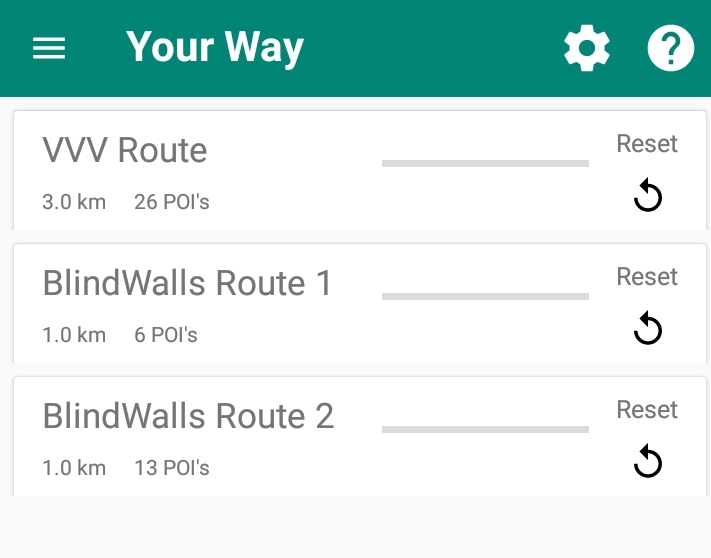 Your Way
VVV Route
Reset
3.0 km 26 POI's
BlindWalls Route 1
Reset
1.0 km 6 POI's
BlindWalls Route 2
Reset
1.0 km 13 POI's